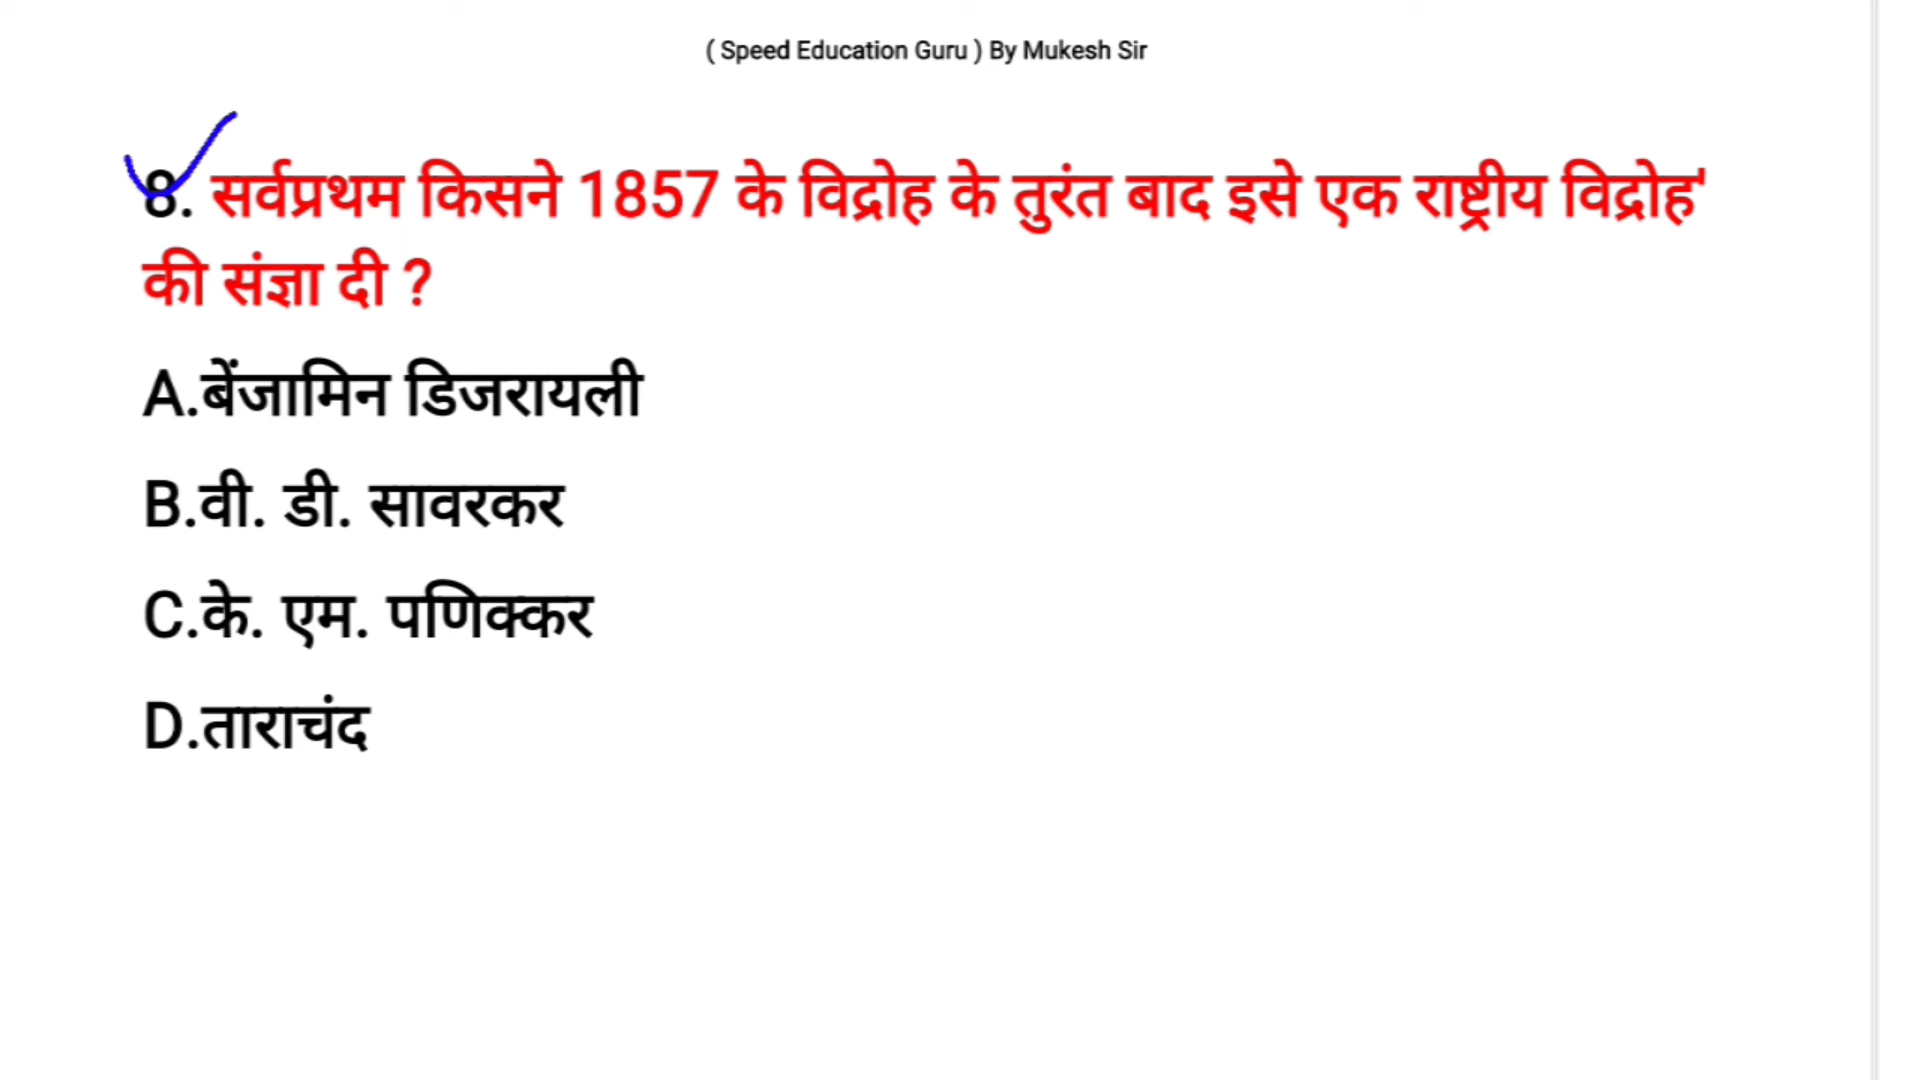 ( Speed Education Guru ) By Mukesh Sir
8. सर्वप्रथम किसने 1857 के विद्रोह के तुरंत बाद इसे एक राष्ट्रीय विद्रोह'
की संज्ञा दी ?
A.बेंजामिन डिजरायली
B.वी. डी. सावरकर
C.के. एम. पणिक्कर
D.ताराचंद